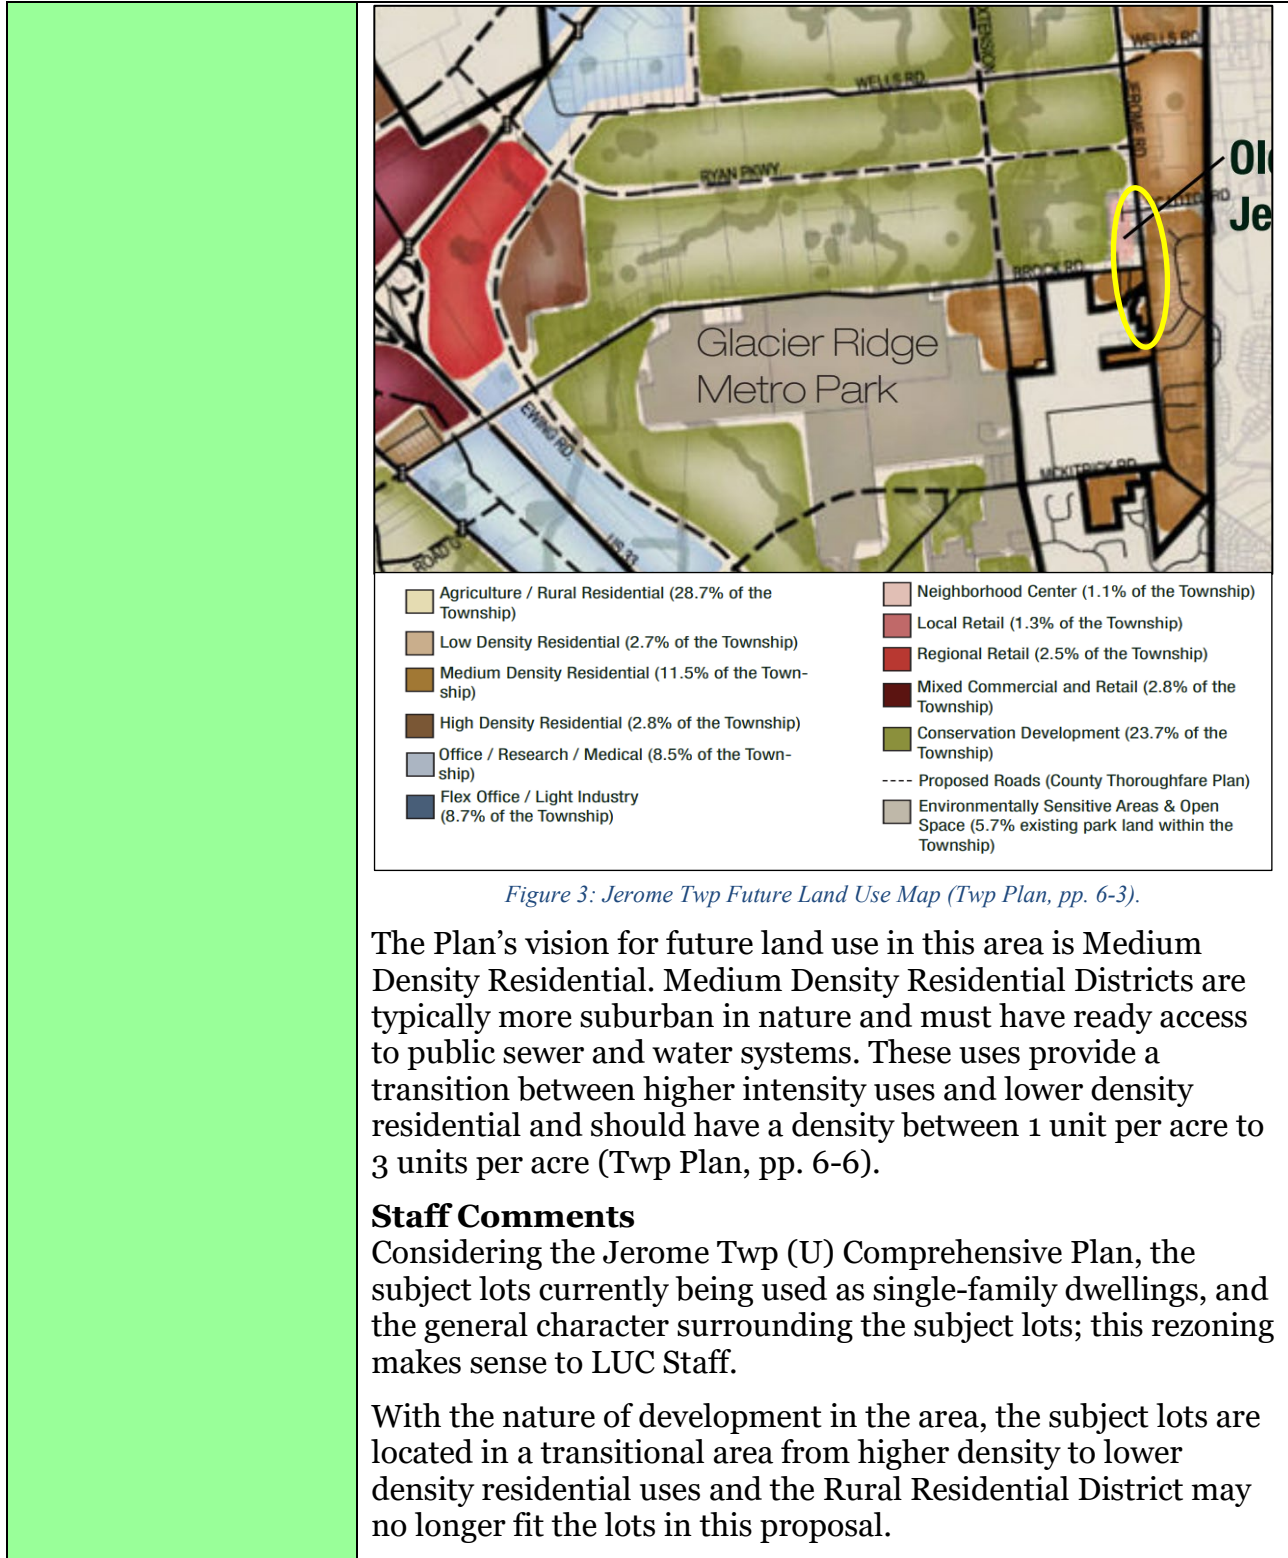 WELLS RD.
EXTENSION
WELLS RD.
JEROME RD
RYAN PKWY.
Ol
Je
BROCK RD.
Glacier Ridge
Metro Park
EWING RD.
MCKITRICK RD.
US 33
ROAD
Agriculture / Rural Residential (28.7% of the
Township)
Low Density Residential (2.7% of the Township)
Medium Density Residential (11.5% of the Town-
ship)
High Density Residential (2.8% of the Township)
Office / Research / Medical (8.5% of the Town-
ship)
Flex Office / Light Industry
(8.7% of the Township)
Neighborhood Center (1.1% of the Township)
Local Retail (1.3% of the Township)
Regional Retail (2.5% of the Township)
Mixed Commercial and Retail (2.8% of the
Township)
Conservation Development (23.7% of the
Township)
---- Proposed Roads (County Thoroughfare Plan)
Environmentally Sensitive Areas & Open
Space (5.7% existing park land within the
Township)
Figure 3: Jerome Twp Future Land Use Map (Twp Plan, pp. 6-3).
The Plan’s vision for future land use in this area is Medium
Density Residential. Medium Density Residential Districts are
typically more suburban in nature and must have ready access
to public sewer and water systems. These uses provide a
transition between higher intensity uses and lower density
residential and should have a density between 1 unit per acre to
3 units per acre (Twp Plan, pp. 6-6).
Staff Comments
Considering the Jerome Twp (U) Comprehensive Plan, the
subject lots currently being used as single-family dwellings, and
the general character surrounding the subject lots; this rezoning
makes sense to LUC Staff.
With the nature of development in the area, the subject lots are
located in a transitional area from higher density to lower
density residential uses and the Rural Residential District may
no longer fit the lots in this proposal.